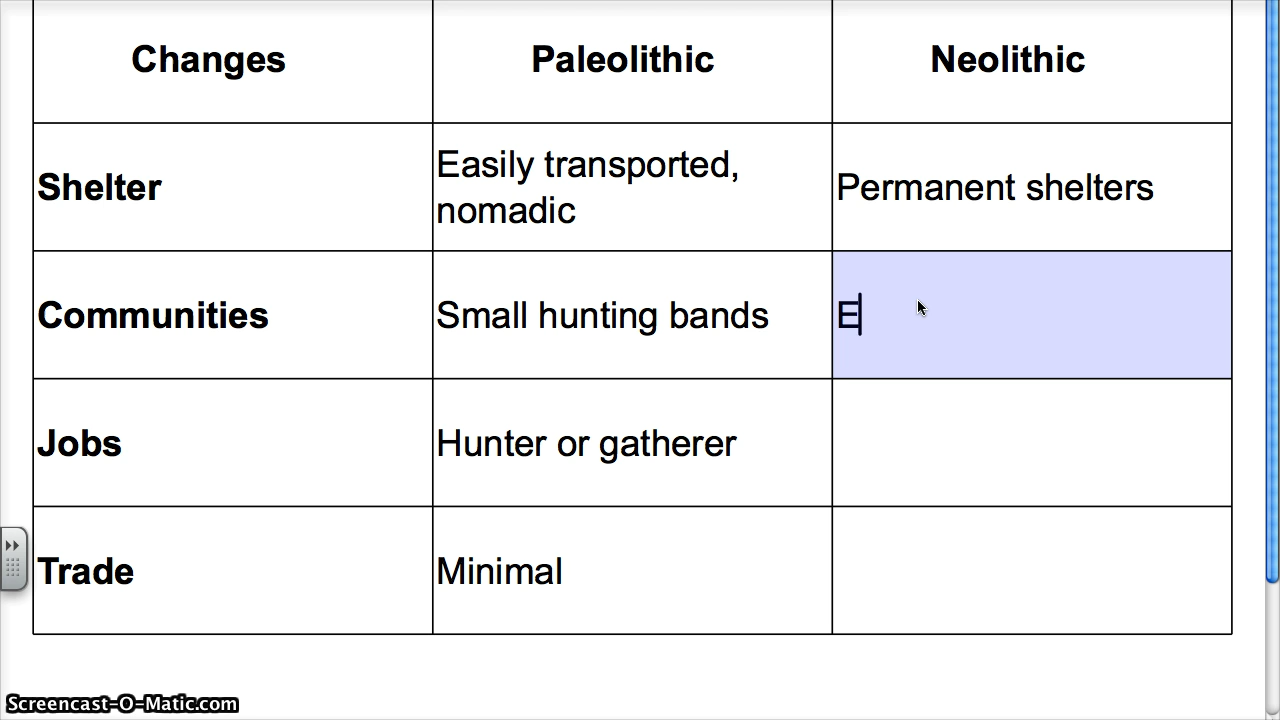 Changes Paleolithic Neolithic
Shelter Easily transported, nomadic Permanent shelters
Communities Small hunting bands E
Jobs Hunter or gatherer
Trade Minimal
Screencast-O-Matic.com